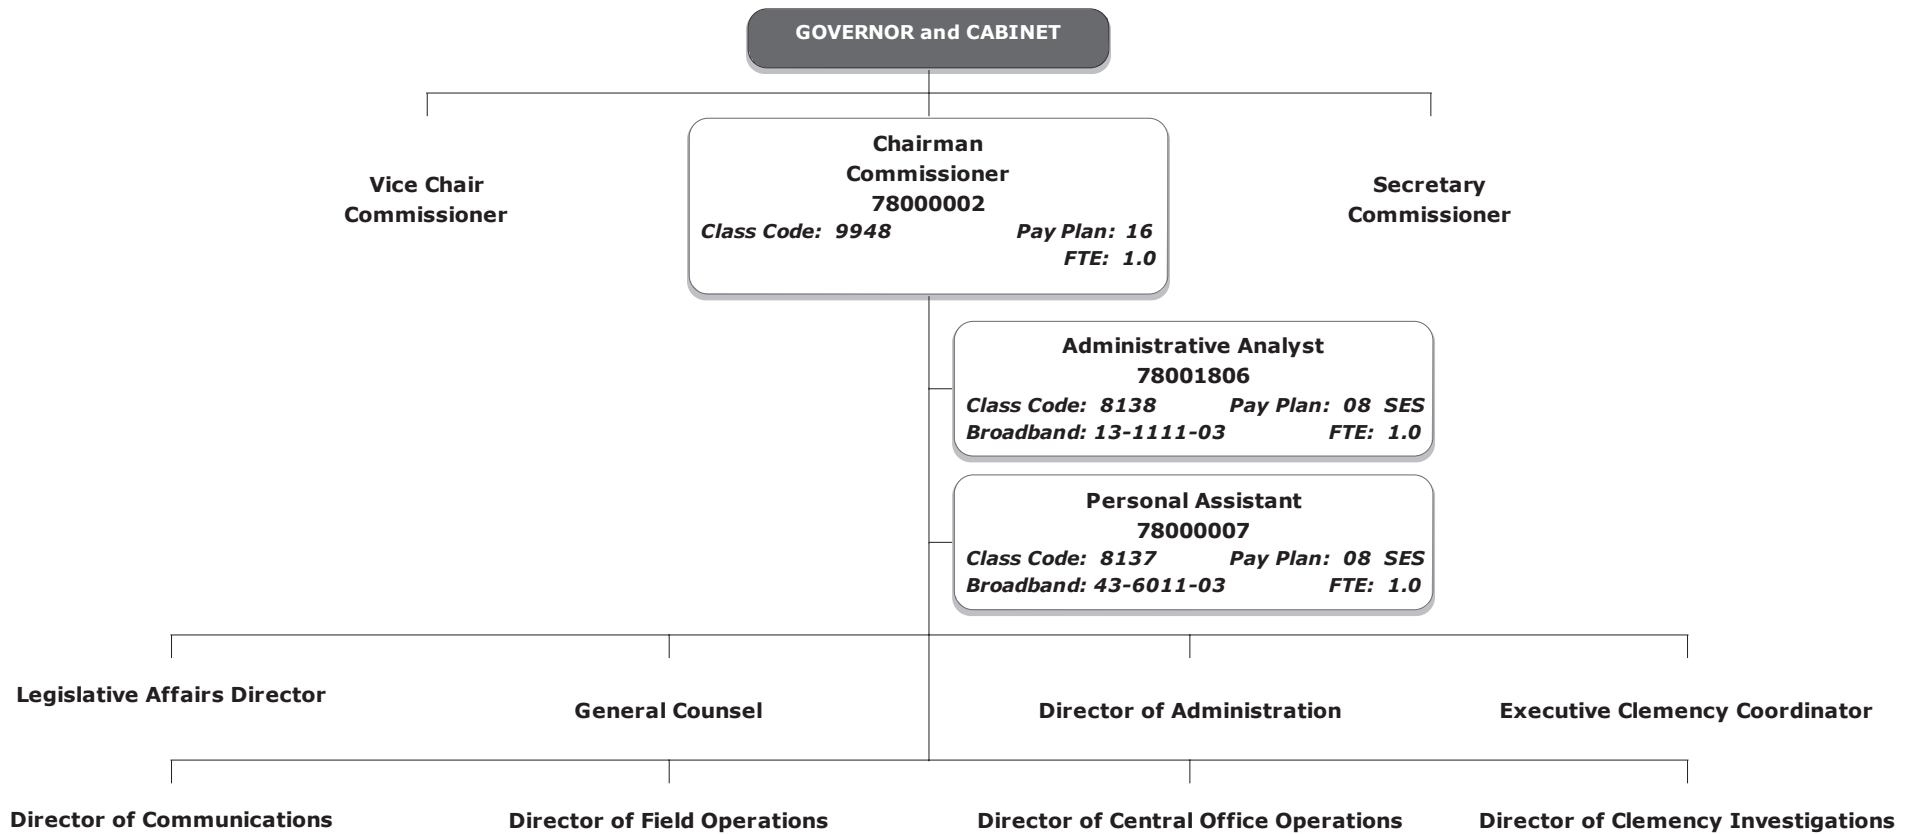 GOVERNOR and CABINET
Vice Chair
Commissioner
Chairman
Commissioner
78000002
Class Code: 9948 Pay Plan: 16
FTE: 1.0
Secretary
Commissioner
Administrative Analyst
78001806
Class Code: 8138 Pay Plan: 08 SES
Broadband: 13-1111-03 FTE: 1.0
Personal Assistant
78000007
Class Code: 8137 Pay Plan: 08 SES
Broadband: 43-6011-03 FTE: 1.0
Legislative Affairs Director
General Counsel
Director of Administration
Executive Clemency Coordinator
Director of Communications
Director of Field Operations
Director of Central Office Operations
Director of Clemency Investigations